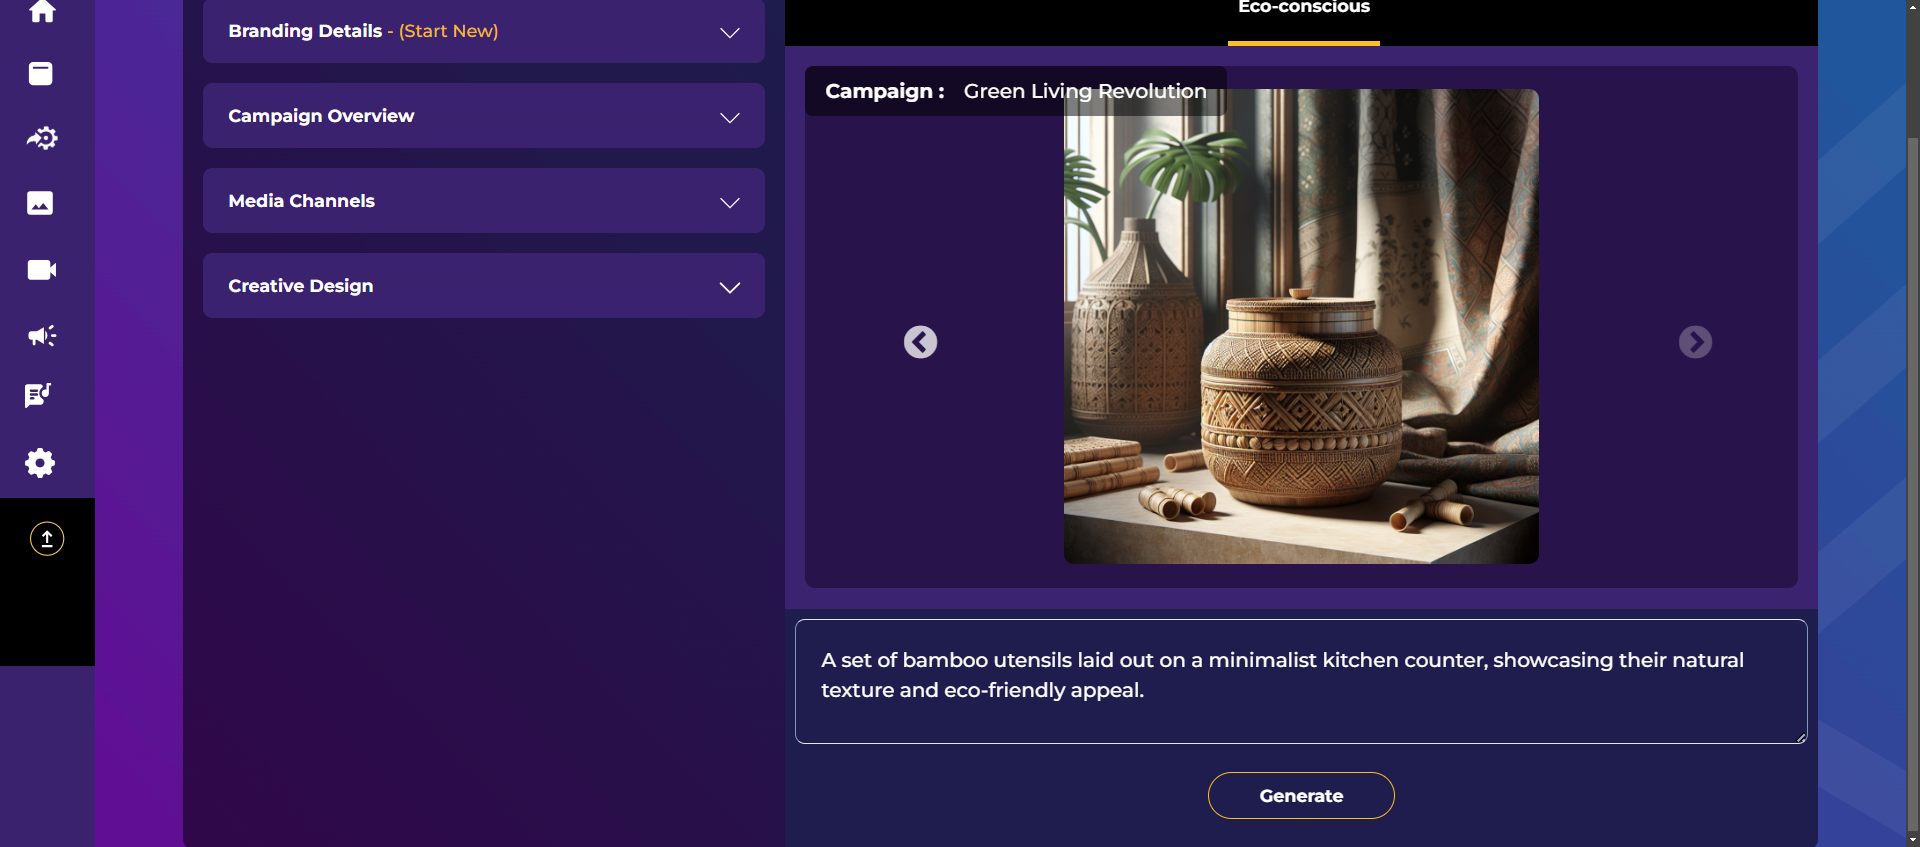 Branding Details - (Start New)
Campaign Overview
Media Channels
Creative Design
Eco-conscious
Campaign : Green Living Revolution
A set of bamboo utensils laid out on a minimalist kitchen counter, showcasing their natural
texture and eco-friendly appeal.
Generate